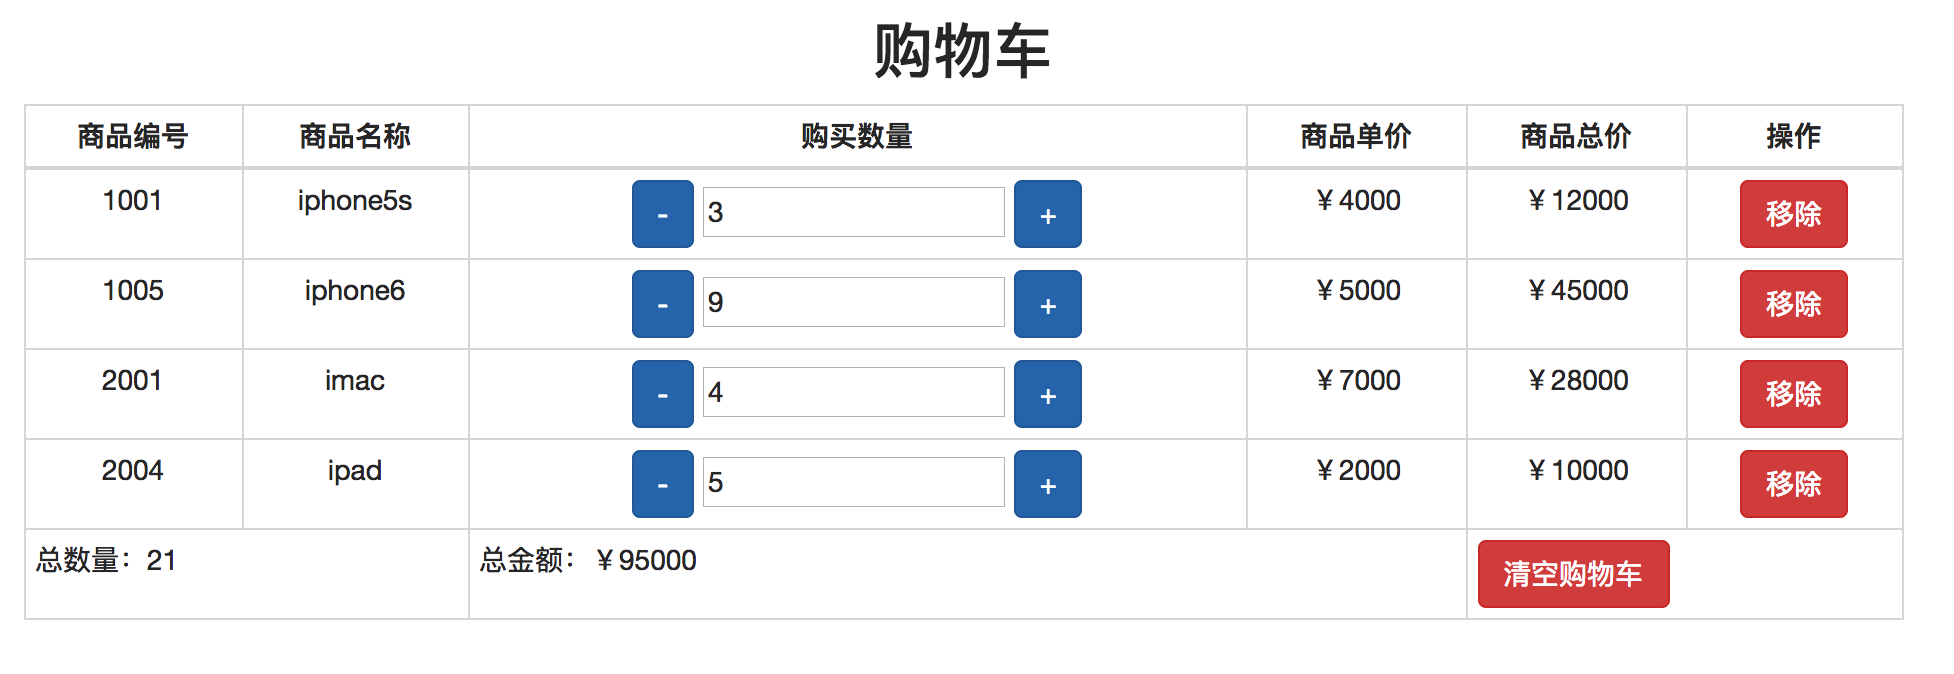 购物车
商品编号 商品名称 购买数量 商品单价 商品总价 操作
1001 iphone5s - 3 + ￥4000 ￥12000 移除
1005 iphone6 - 9 + ￥5000 ￥45000 移除
2001 imac - 4 + ￥7000 ￥28000 移除
2004 ipad - 5 + ￥2000 ￥10000 移除
总数量：21 总金额：￥95000 清空购物车